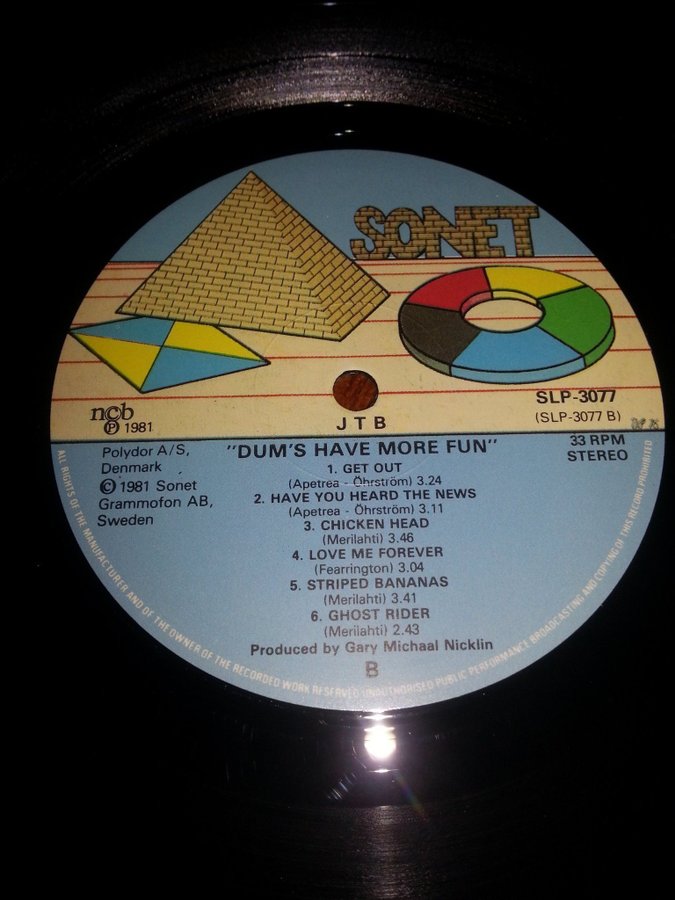 SONET
SLP-3077
(SLP-3077 B)
ncb
Ⓟ 1981
J T B
33 RPM
STEREO
Polydor A/S,
Denmark
© 1981 Sonet
Grammofon AB,
Sweden
"DUM'S HAVE MORE FUN"
1. GET OUT
(Apetrea - Öhrström) 3.24
2. HAVE YOU HEARD THE NEWS
(Apetrea - Öhrström) 3.11
3. CHICKEN HEAD
(Merilahti) 3.46
4. LOVE ME FOREVER
(Fearrington) 3.04
5. STRIPED BANANAS
(Merilahti) 3.41
6. GHOST RIDER
(Merilahti) 2.43
Produced by Gary Michaal Nicklin
B
ALL RIGHTS OF THE MANUFACTURER AND OF THE OWNER OF THE RECORDED WORK RESERVED UNAUTHORISED PUBLIC PERFORMANCE BROADCASTING AND COPYING OF THIS RECORD PROHIBITED